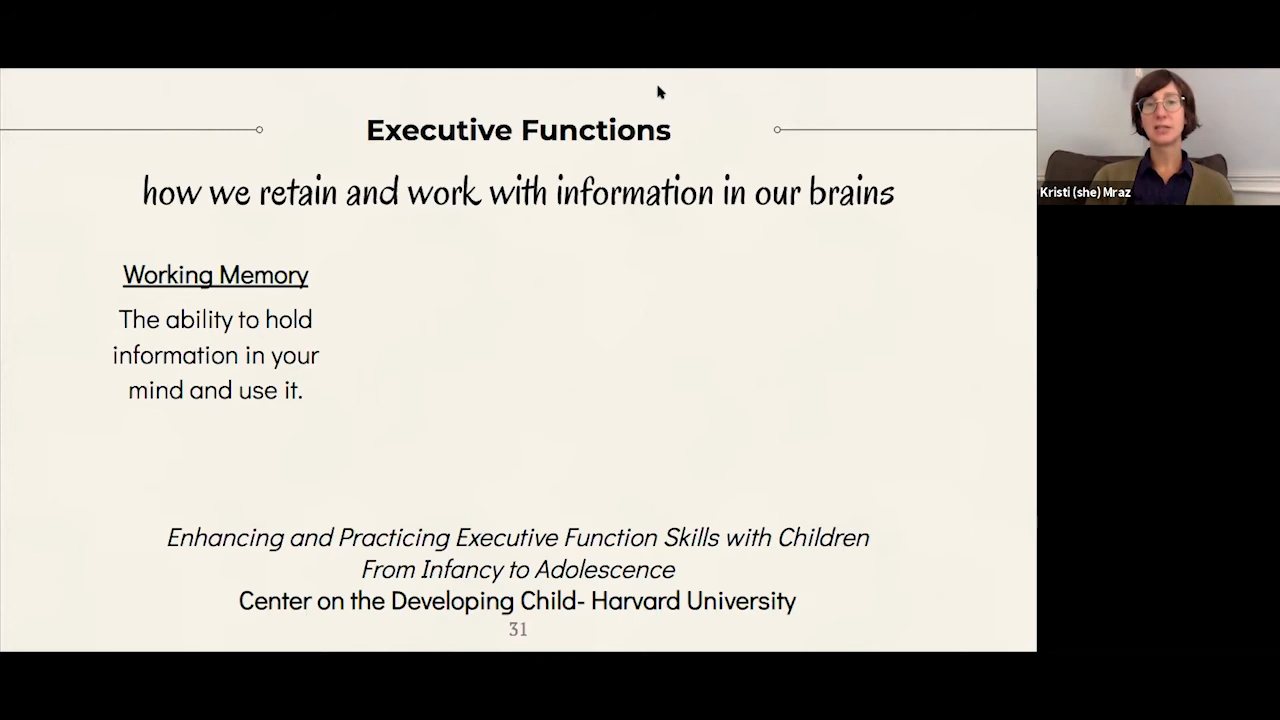 Executive Functions
how we retain and work with information in our brains
Working Memory
The ability to hold
information in your
mind and use it.
Enhancing and Practicing Executive Function Skills with Children
From Infancy to Adolescence
Center on the Developing Child- Harvard University
31
Kristi (she) Mraz